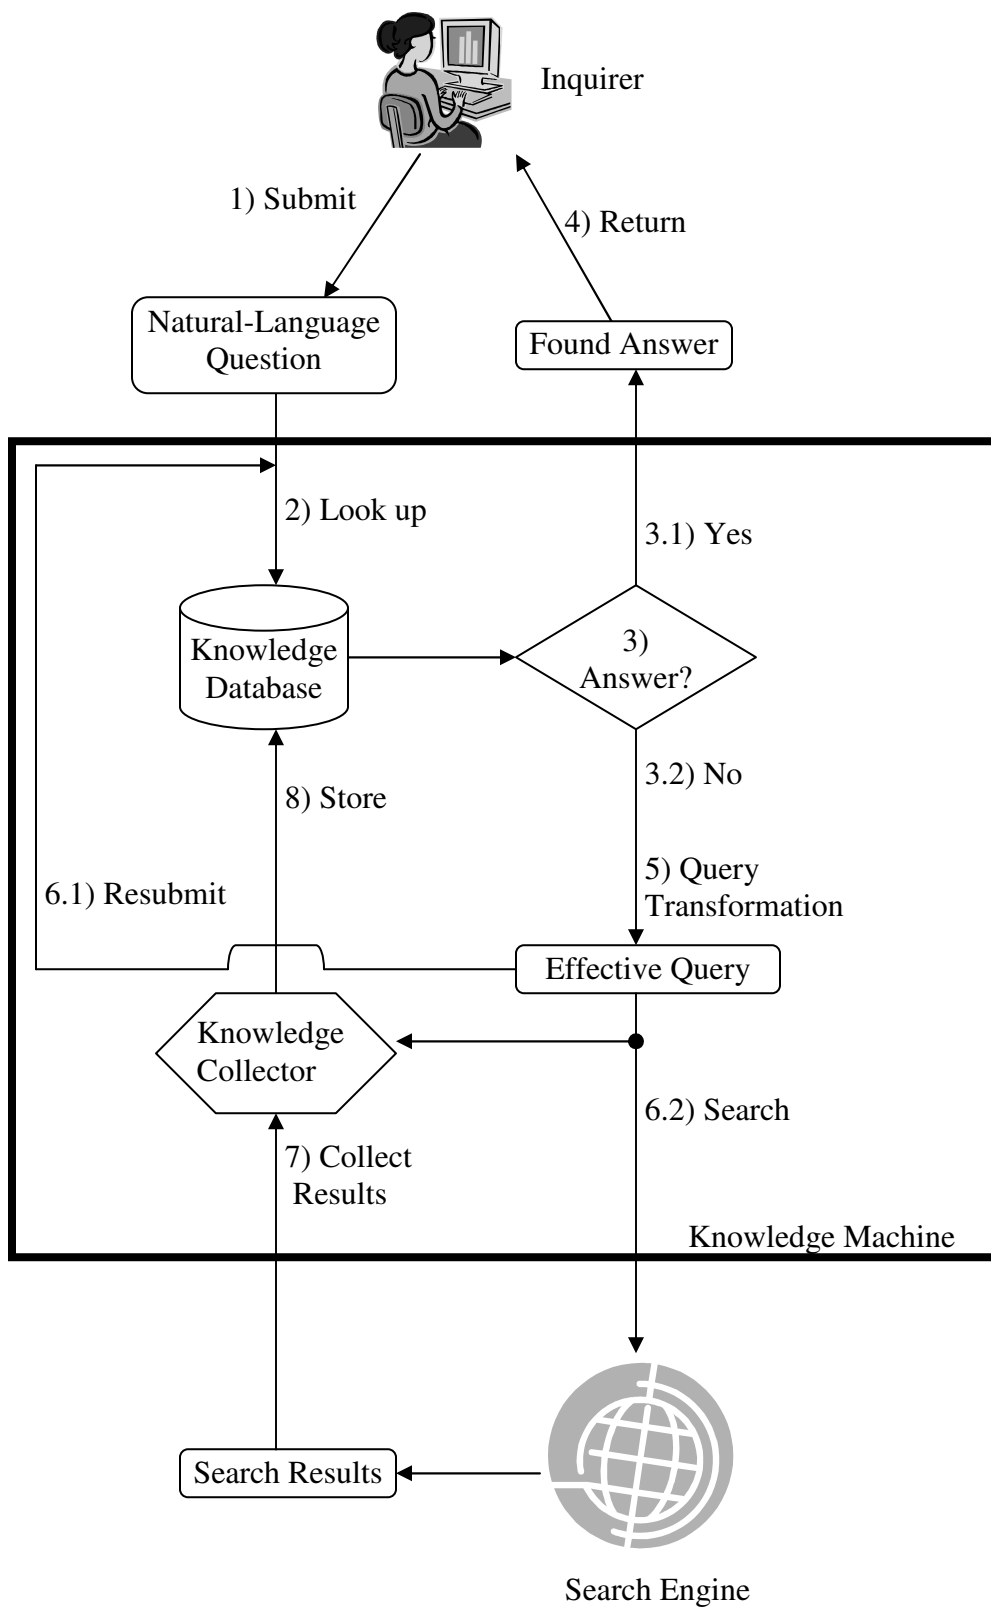 Inquirer
1) Submit
4) Return
Natural-Language
Question
Found Answer
2) Look up
3.1) Yes
Knowledge
Database
3)
Answer?
3.2) No
8) Store
5) Query
Transformation
6.1) Resubmit
Effective Query
Knowledge
Collector
6.2) Search
7) Collect
Results
Knowledge Machine
Search Results
Search Engine